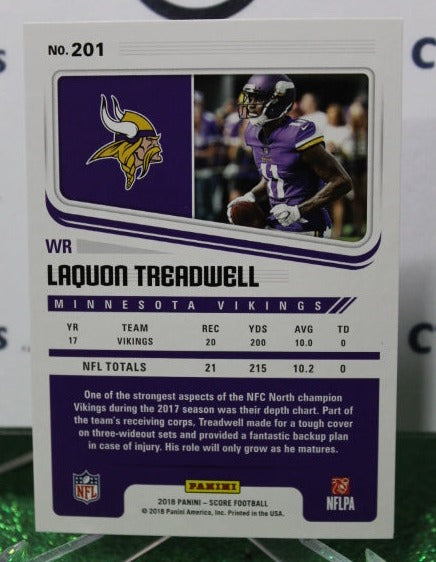 NO. 201
11
WR
LAQUON TREADWELL
MINNESOTA VIKINGS
YR TEAM REC YDS AVG TD
17 VIKINGS 20 200 10.0 0
NFL TOTALS 21 215 10.2 0
One of the strongest aspects of the NFC North champion
Vikings during the 2017 season was their depth chart. Part of
the team's receiving corps, Treadwell made for a tough cover
on three-wideout sets and provided a fantastic backup plan
in case of injury. His role will only grow as he matures.
NFL
PANINI
2018 PANINI – SCORE FOOTBALL
© 2018 Panini America, Inc. Printed in the USA.
NFLPA